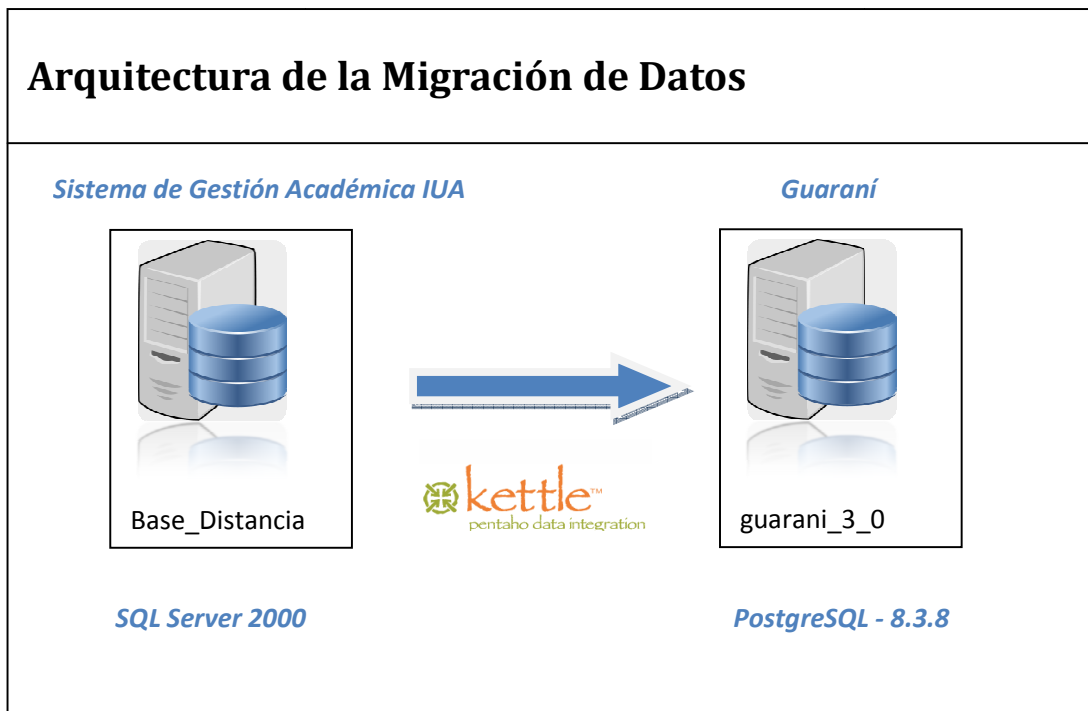 Arquitectura de la Migración de Datos
Sistema de Gestión Académica IUA
Guaraní
Base_Distancia
kettle™
pentaho data integration
guarani_3_0
SQL Server 2000
PostgreSQL - 8.3.8